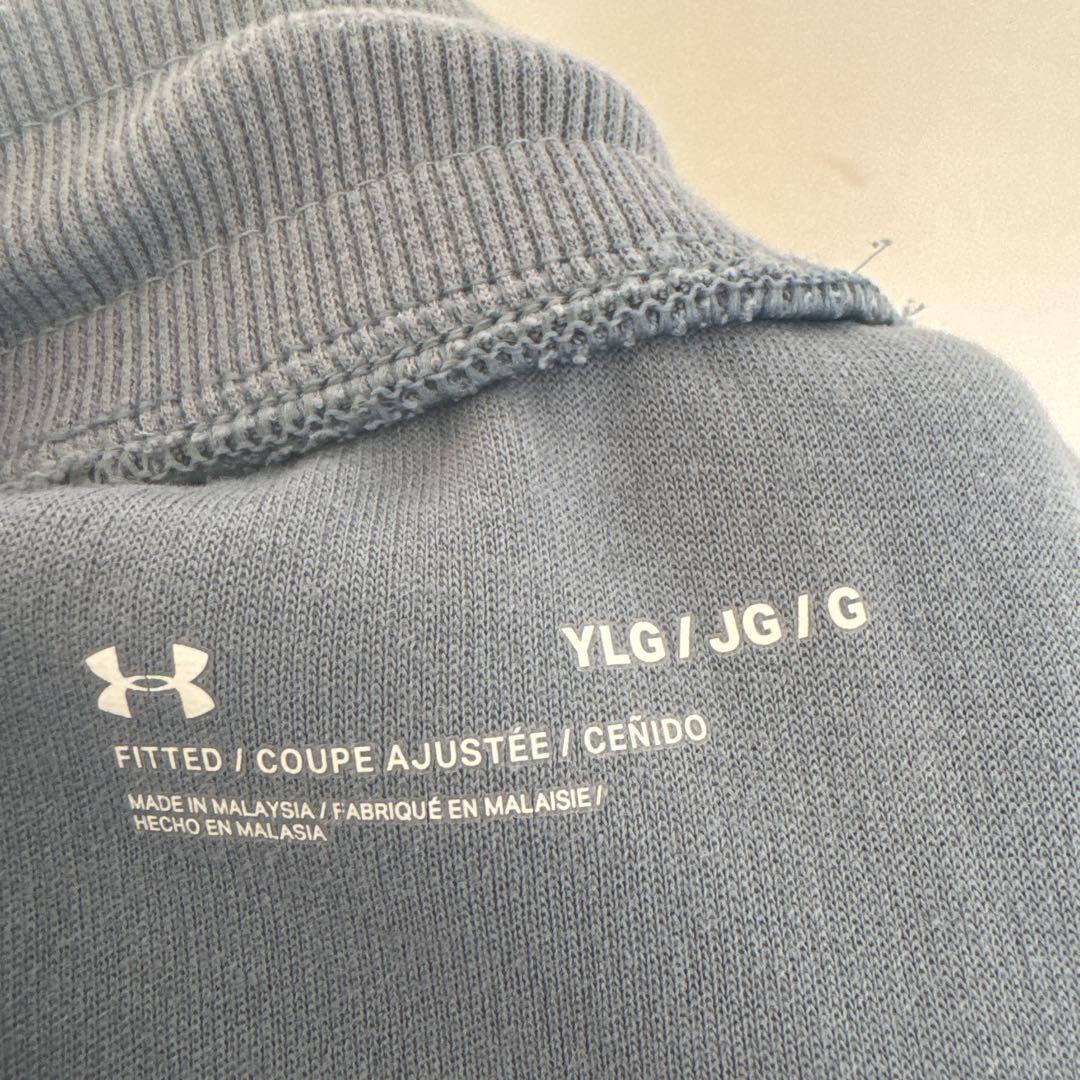 YLG / JG / G
FITTED / COUPE AJUSTÉE / CEÑIDO
MADE IN MALAYSIA / FABRIQUÉ EN MALAISIE /
HECHO EN MALASIA